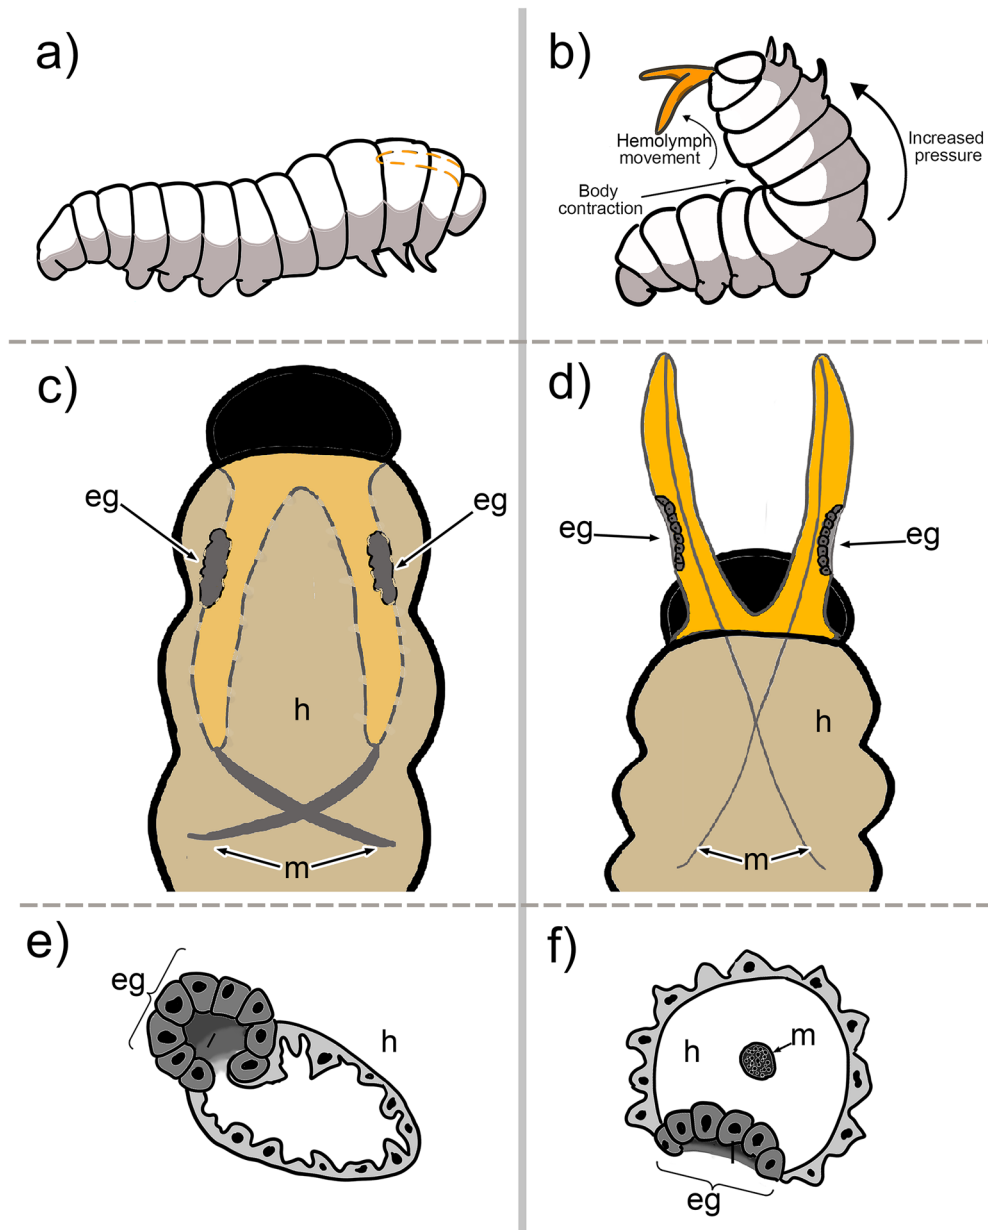 a)
b)
Hemolymph
movement
Increased
pressure
Body
contraction
c)
d)
eg
eg
eg
eg
h
h
m
m
e)
f)
eg
h
l
h
m
l
eg